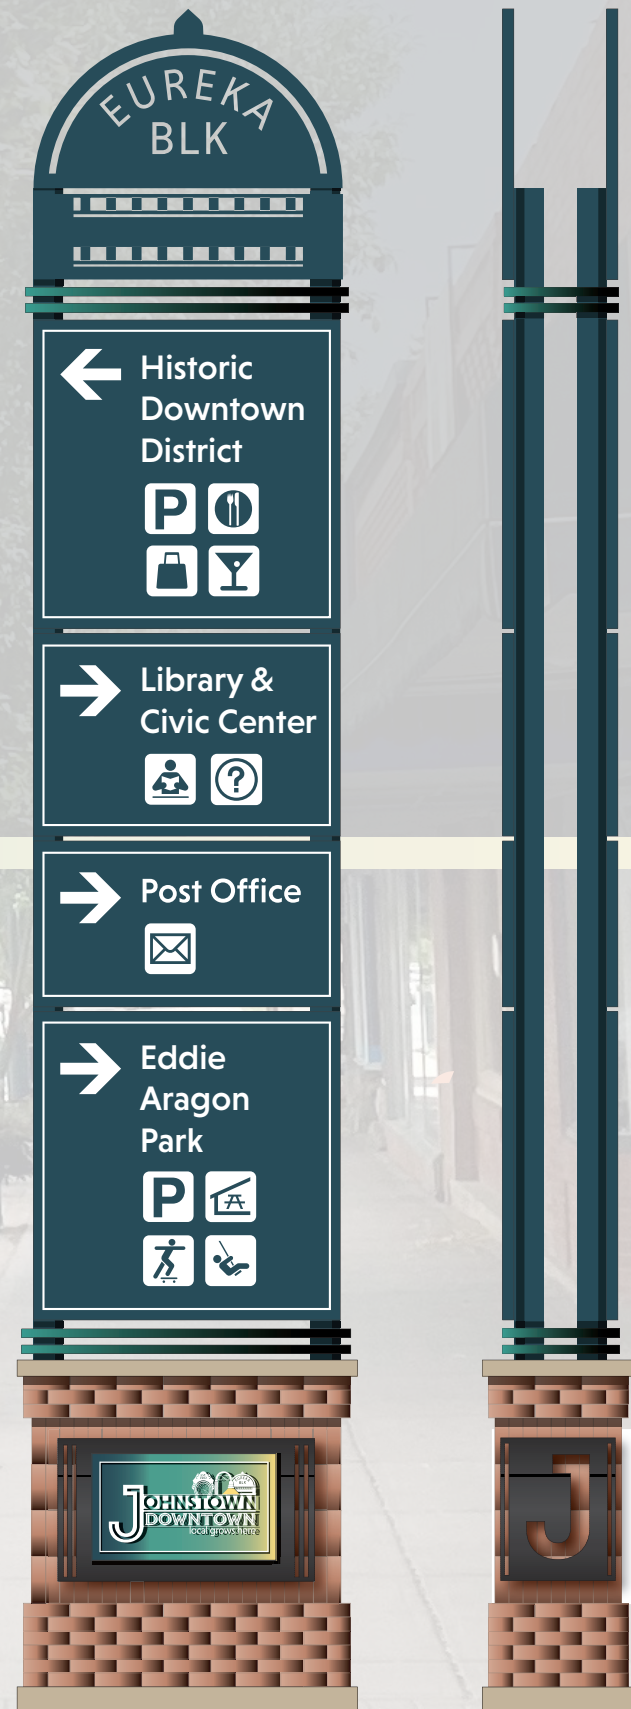 EUREKA
BLK
Historic
Downtown
District
P
Library &
Civic Center
?
Post Office
Eddie
Aragon
Park
P
JOHNSTOWN
DOWNTOWN
local grows here
J